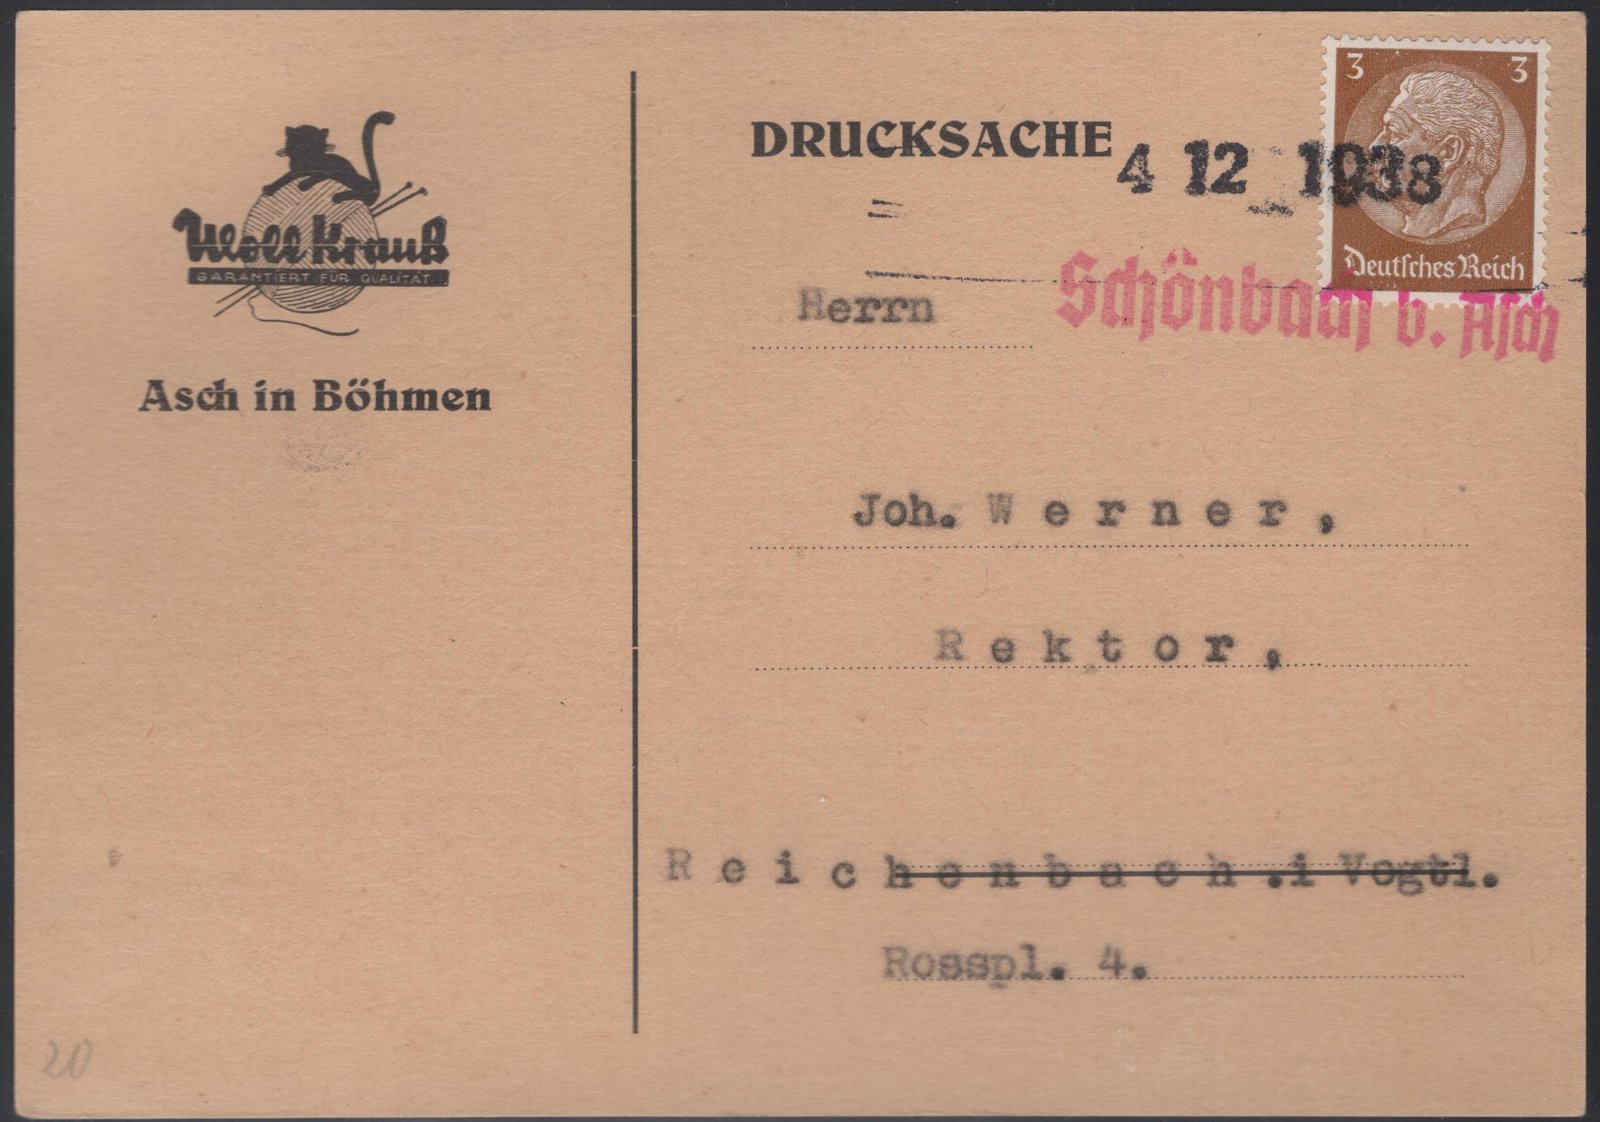 Woll Krauß
GARANTIERT FÜR QUALITÄT
Asch in Böhmen
DRUCKSACHE
4 12 1938
3 3
Deutsches Reich
Schönbach b. Asch
Herrn
Joh. Werner,
Rektor,
Reichenbach.i Vogtl.
Rosspl. 4.
20